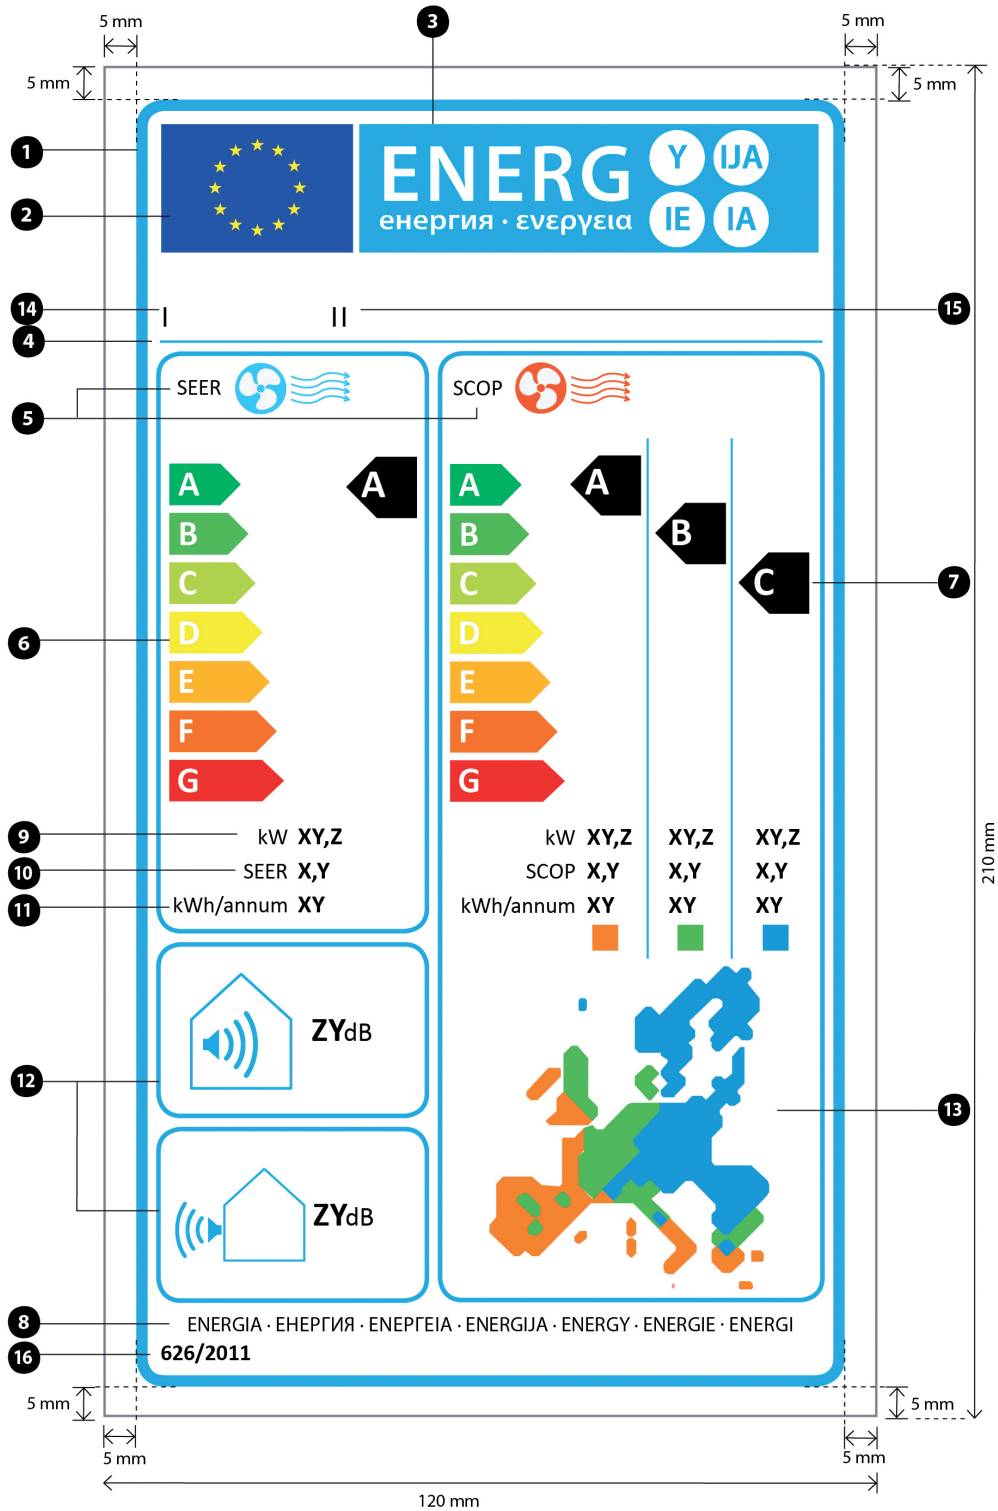 5 mm
3
5 mm
5 mm
5 mm
1
ENERG
Y
IJA
2
енергия · ενεργεια
IE
IA
14
I
II
15
4
SEER
SCOP
5
A
A
A
A
B
B
B
C
C
C
7
6
D
D
E
E
F
F
G
G
9
kW XY,Z
kW XY,Z XY,Z XY,Z
10
SEER X,Y
SCOP X,Y X,Y X,Y
11
kWh/annum XY
kWh/annum XY XY XY
210 mm
ZYdB
12
13
ZYdB
8
ENERGIA · ЕНЕРГИЯ · ΕΝΕΡΓΕΙΑ · ENERGIJA · ENERGY · ENERGIE · ENERGI
16
626/2011
5 mm
5 mm
5 mm
5 mm
120 mm